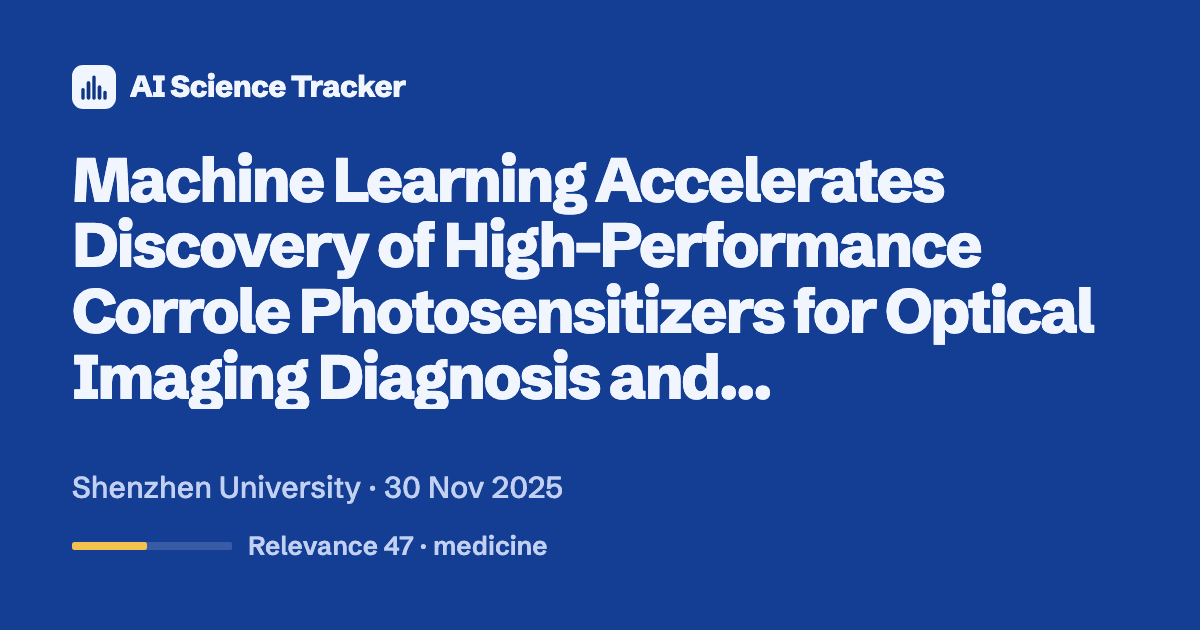 AI Science Tracker
Machine Learning Accelerates
Discovery of High-Performance
Corrole Photosensitizers for Optical
Imaging Diagnosis and...
Shenzhen University · 30 Nov 2025
Relevance 47 · medicine